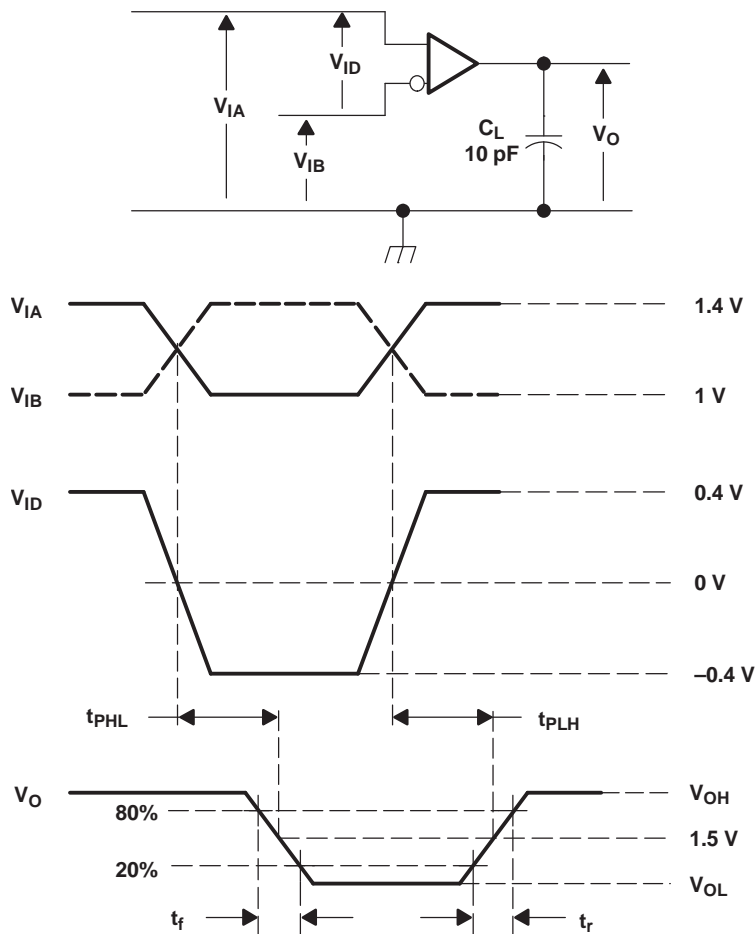 VID
VIA
VIB
CL
10 pF
VO
VIA
1.4 V
VIB
1 V
VID
0.4 V
0 V
–0.4 V
tPHL
tPLH
VO
VOH
80%
1.5 V
20%
VOL
tf
tr